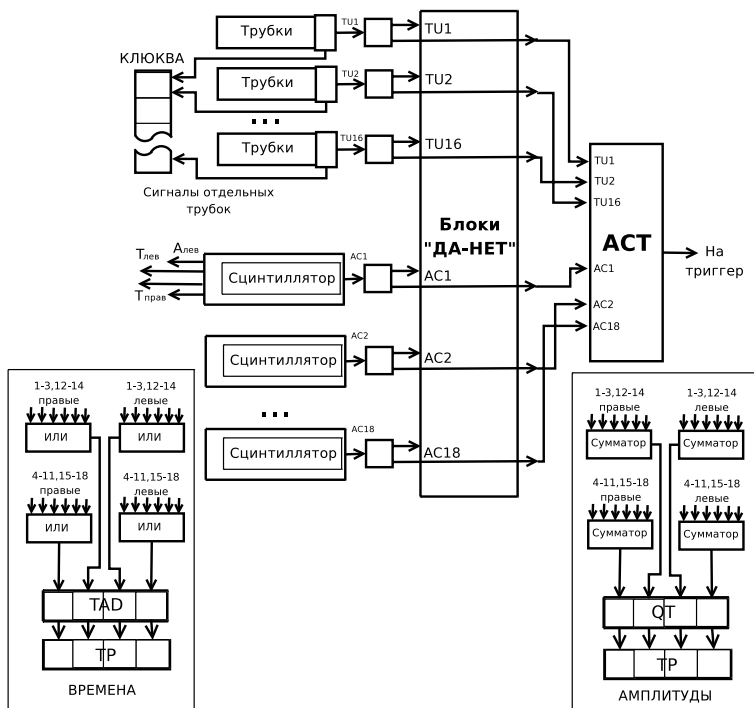 Трубки
TU1
TU1
КЛЮКВА
Трубки
TU2
TU2
Трубки
TU16
TU16
Сигналы отдельных
трубок
Блоки
"ДА-НЕТ"
TU1
TU2
TU16
АСТ
AC1
AC2
AC18
На
триггер
Tлев
Aлев
Tправ
Сцинтиллятор
AC1
AC1
Сцинтиллятор
AC2
AC2
Сцинтиллятор
AC18
AC18
1-3,12-14
правые
ИЛИ
1-3,12-14
левые
ИЛИ
4-11,15-18
правые
ИЛИ
4-11,15-18
левые
ИЛИ
TAD
TP
ВРЕМЕНА
1-3,12-14
правые
Сумматор
1-3,12-14
левые
Сумматор
4-11,15-18
правые
Сумматор
4-11,15-18
левые
Сумматор
QT
TP
АМПЛИТУДЫ